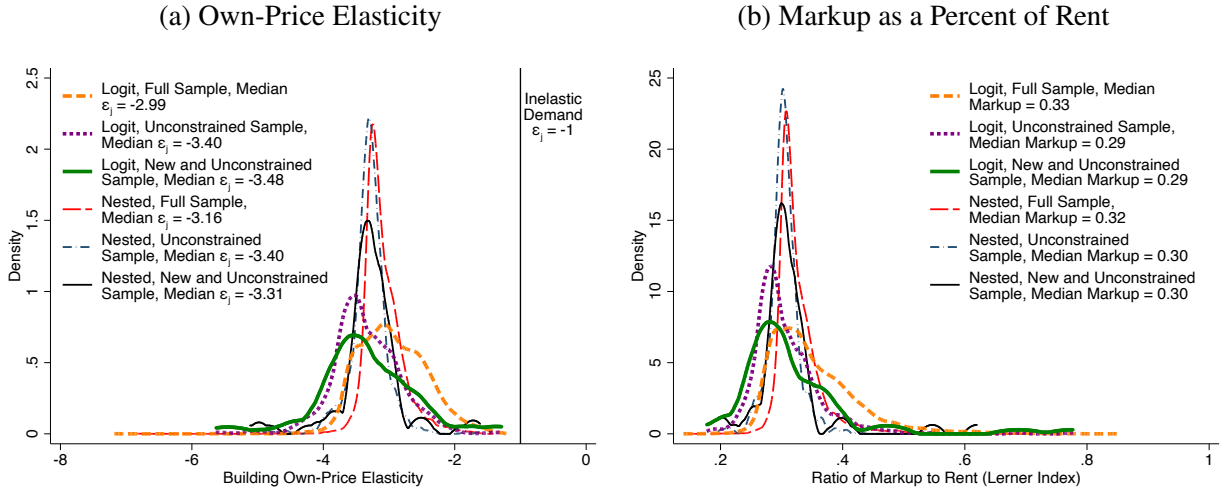 (a) Own-Price Elasticity
2.5
2
1.5
1
.5
0
Density
Logit, Full Sample, Median
εj = -2.99
Logit, Unconstrained Sample,
Median εj = -3.40
Logit, New and Unconstrained
Sample, Median εj = -3.48
Nested, Full Sample,
Median εj = -3.16
Nested, Unconstrained
Sample, Median εj = -3.40
Nested, New and Unconstrained
Sample, Median εj = -3.31
Inelastic
Demand
εj = -1
-8 -6 -4 -2 0
Building Own-Price Elasticity
(b) Markup as a Percent of Rent
25
20
15
10
5
0
Density
Logit, Full Sample, Median
Markup = 0.33
Logit, Unconstrained Sample,
Median Markup = 0.29
Logit, New and Unconstrained
Sample, Median Markup = 0.29
Nested, Full Sample,
Median Markup = 0.32
Nested, Unconstrained
Sample, Median Markup = 0.30
Nested, New and Unconstrained
Sample, Median Markup = 0.30
.2 .4 .6 .8 1
Ratio of Markup to Rent (Lerner Index)